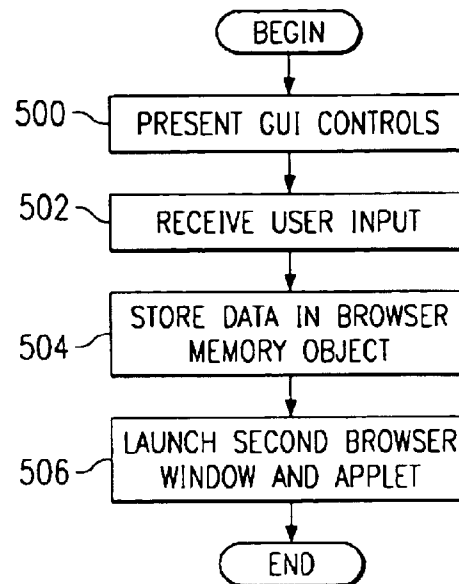 BEGIN
500
PRESENT GUI CONTROLS
502
RECEIVE USER INPUT
504
STORE DATA IN BROWSER
MEMORY OBJECT
506
LAUNCH SECOND BROWSER
WINDOW AND APPLET
END